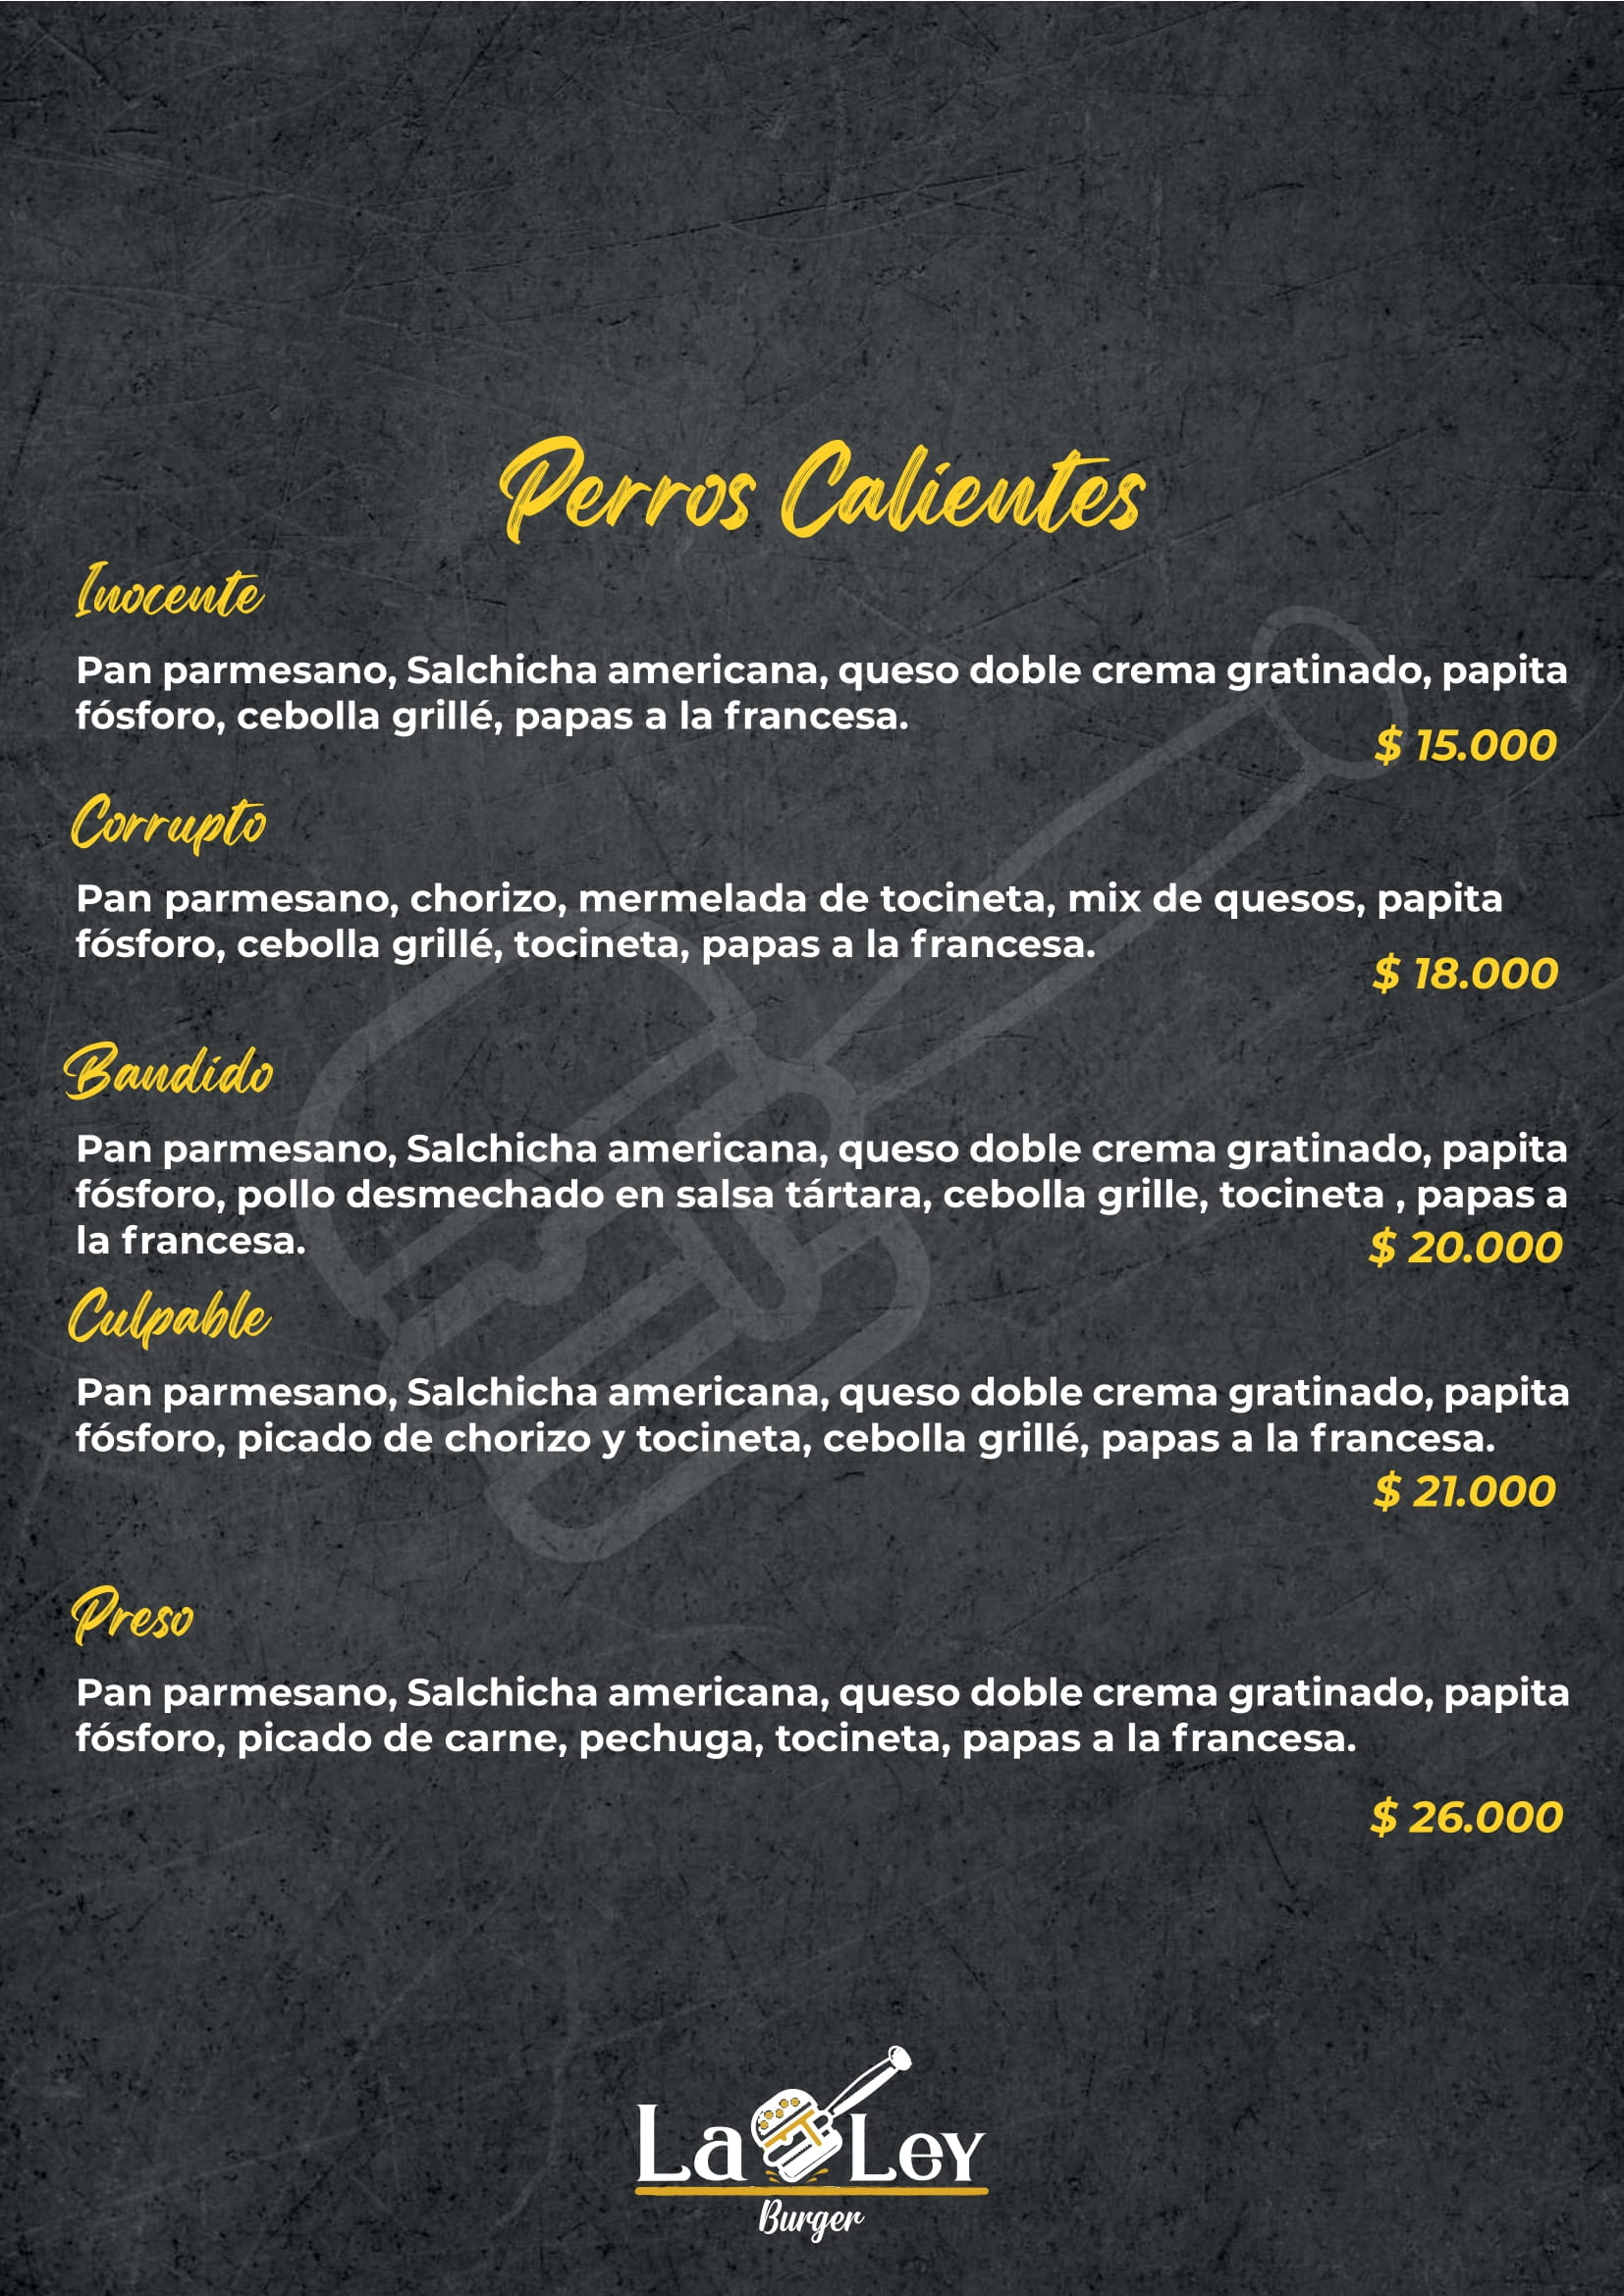 Perros Calientes
Inocente
Pan parmesano, Salchicha americana, queso doble crema gratinado, papita
fósforo, cebolla grillé, papas a la francesa.
$ 15.000
Corrupto
Pan parmesano, chorizo, mermelada de tocineta, mix de quesos, papita
fósforo, cebolla grillé, tocineta, papas a la francesa.
$ 18.000
Bandido
Pan parmesano, Salchicha americana, queso doble crema gratinado, papita
fósforo, pollo desmechado en salsa tártara, cebolla grille, tocineta , papas a
la francesa.
$ 20.000
Culpable
Pan parmesano, Salchicha americana, queso doble crema gratinado, papita
fósforo, picado de chorizo y tocineta, cebolla grillé, papas a la francesa.
$ 21.000
Preso
Pan parmesano, Salchicha americana, queso doble crema gratinado, papita
fósforo, picado de carne, pechuga, tocineta, papas a la francesa.
$ 26.000
La Ley
Burger